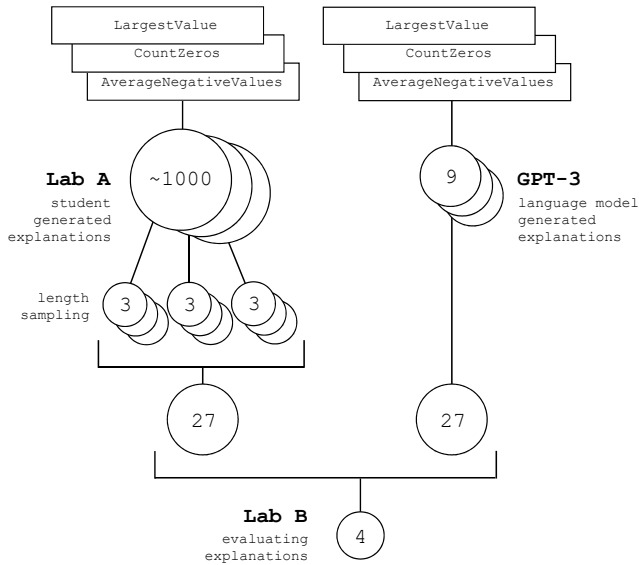 LargestValue
CountZeros
AverageNegativeValues
LargestValue
CountZeros
AverageNegativeValues
Lab A
student
generated
explanations
~1000
9
GPT-3
language model
generated
explanations
length
sampling
3
3
3
27
27
Lab B
evaluating
explanations
4